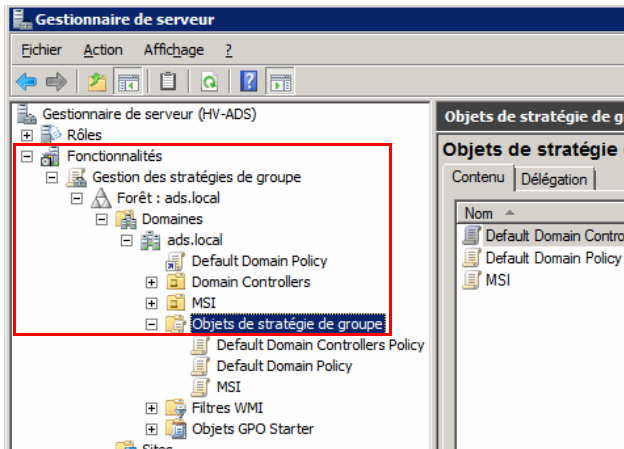 Gestionnaire de serveur
Fichier Action Affichage ?
Gestionnaire de serveur (HV-ADS)
Rôles
Fonctionnalités
Gestion des stratégies de groupe
Forêt : ads.local
Domaines
ads.local
Default Domain Policy
Domain Controllers
MSI
Objets de stratégie de groupe
Default Domain Controllers Policy
Default Domain Policy
MSI
Filtres WMI
Objets GPO Starter
Sites
Objets de stratégie de g
Objets de stratégie
Contenu Délégation
Nom
Default Domain Contro
Default Domain Policy
MSI